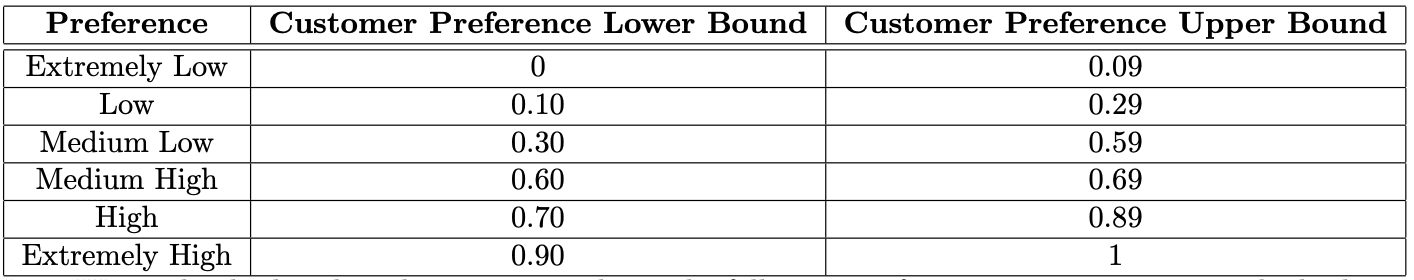 Preference Customer Preference Lower Bound Customer Preference Upper Bound
Extremely Low 0 0.09
Low 0.10 0.29
Medium Low 0.30 0.59
Medium High 0.60 0.69
High 0.70 0.89
Extremely High 0.90 1